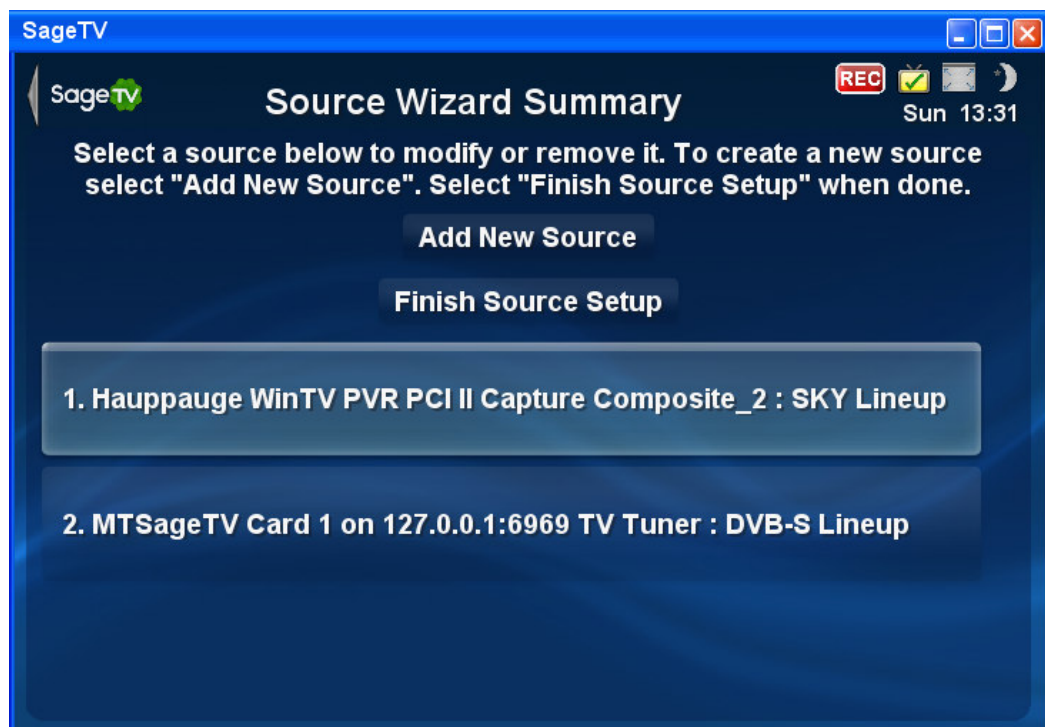 SageTV
SageTV
Source Wizard Summary
REC
Sun 13:31
Select a source below to modify or remove it. To create a new source
select "Add New Source". Select "Finish Source Setup" when done.
Add New Source
Finish Source Setup
1. Hauppauge WinTV PVR PCI II Capture Composite_2 : SKY Lineup
2. MTSageTV Card 1 on 127.0.0.1:6969 TV Tuner : DVB-S Lineup